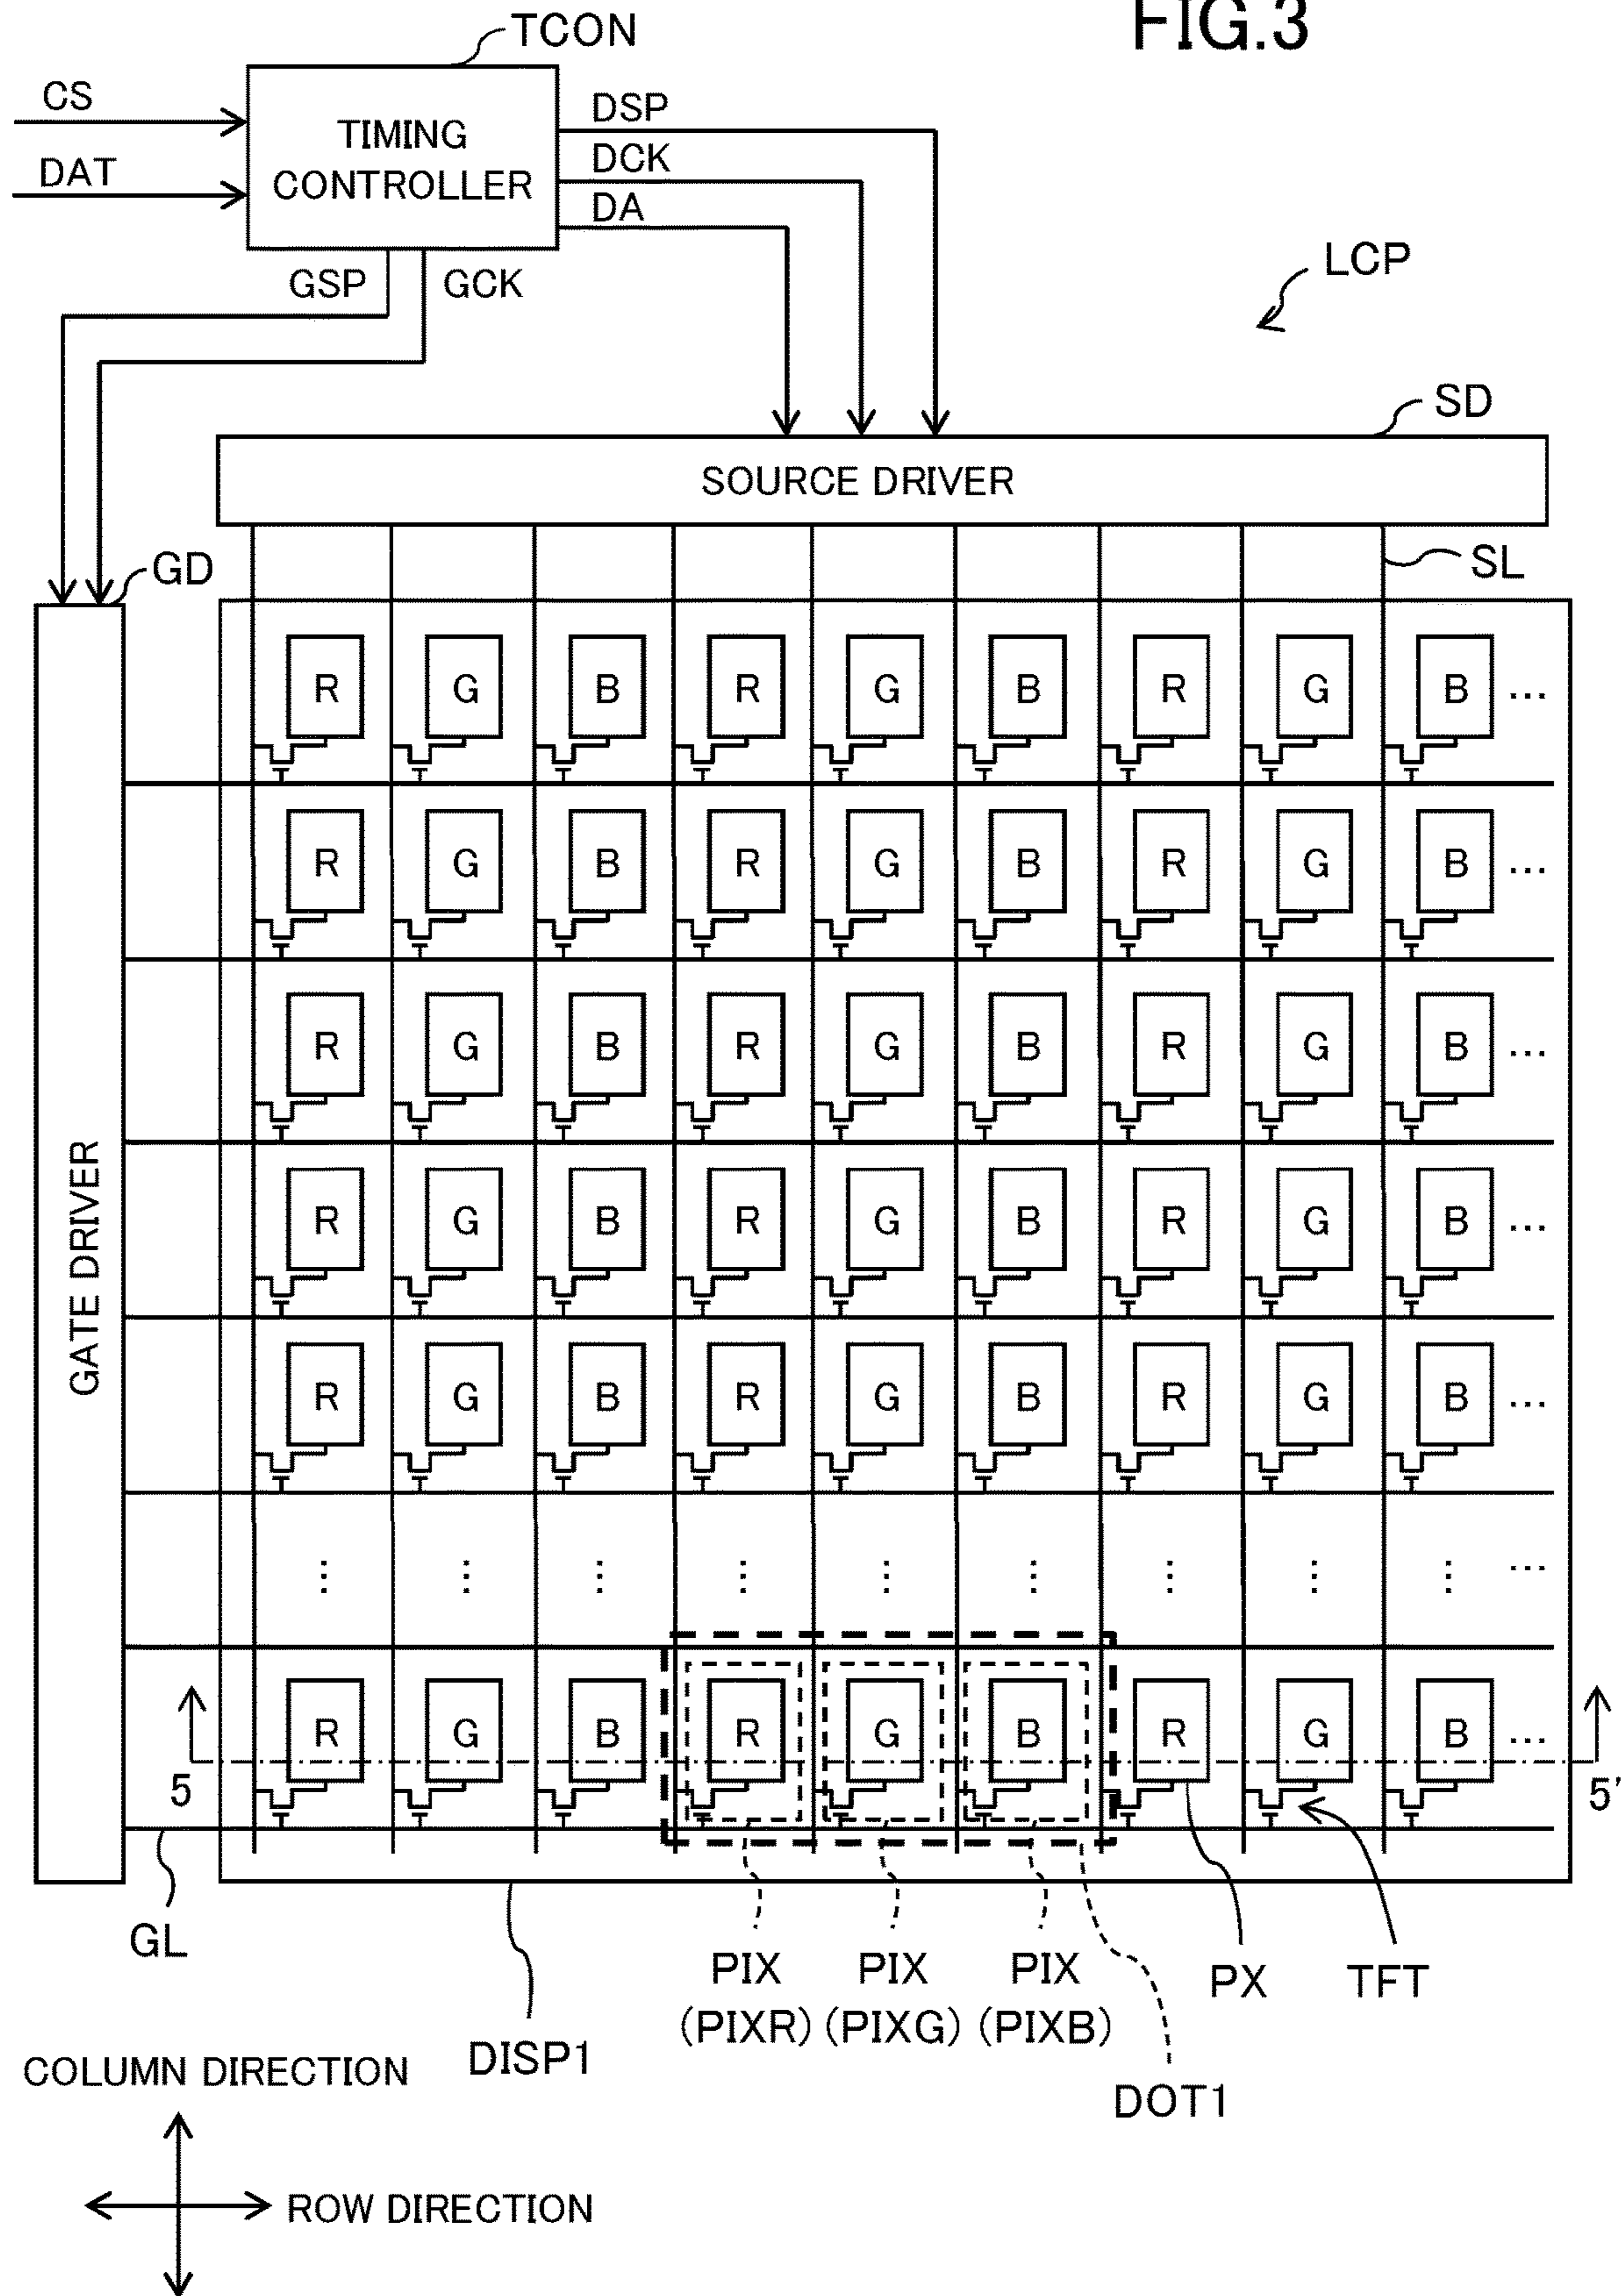 FIG.3
TCON
CS
DAT
TIMING
CONTROLLER
DSP
DCK
DA
GSP GCK
LCP
SD
SOURCE DRIVER
SL
GD
GATE DRIVER
R G B R G B R G B ...
R G B R G B R G B ...
R G B R G B R G B ...
R G B R G B R G B ...
R G B R G B R G B ...
⋮ ⋮ ⋮ ⋮ ⋮ ⋮ ⋮ ⋮ ⋮ ...
R G B R G B R G B ...
5 5'
GL
DISP1
PIX PIX PIX
(PIXR) (PIXG) (PIXB)
PX
TFT
DOT1
COLUMN DIRECTION
ROW DIRECTION